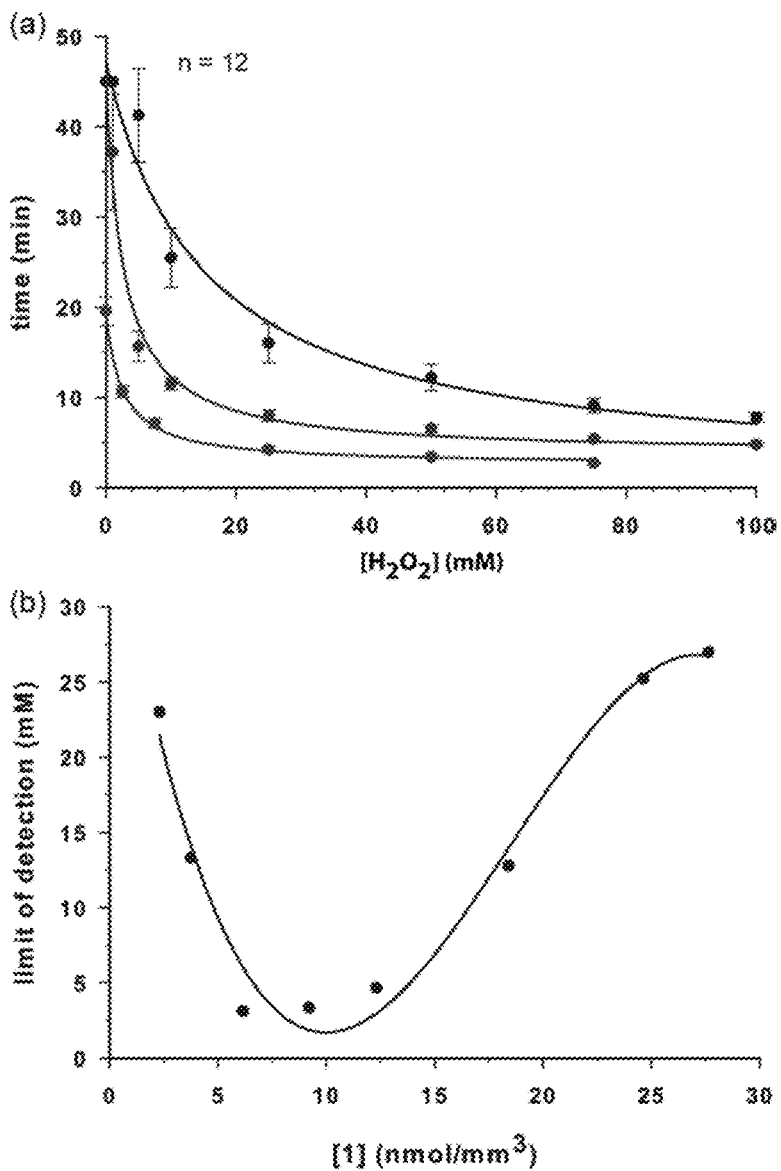 (a)
n = 12
time (min)
50
40
30
20
10
0
0 20 40 60 80 100
[H2O2] (mM)
(b)
limit of detection (mM)
30
25
20
15
10
5
0
0 5 10 15 20 25 30
[1] (nmol/mm³)